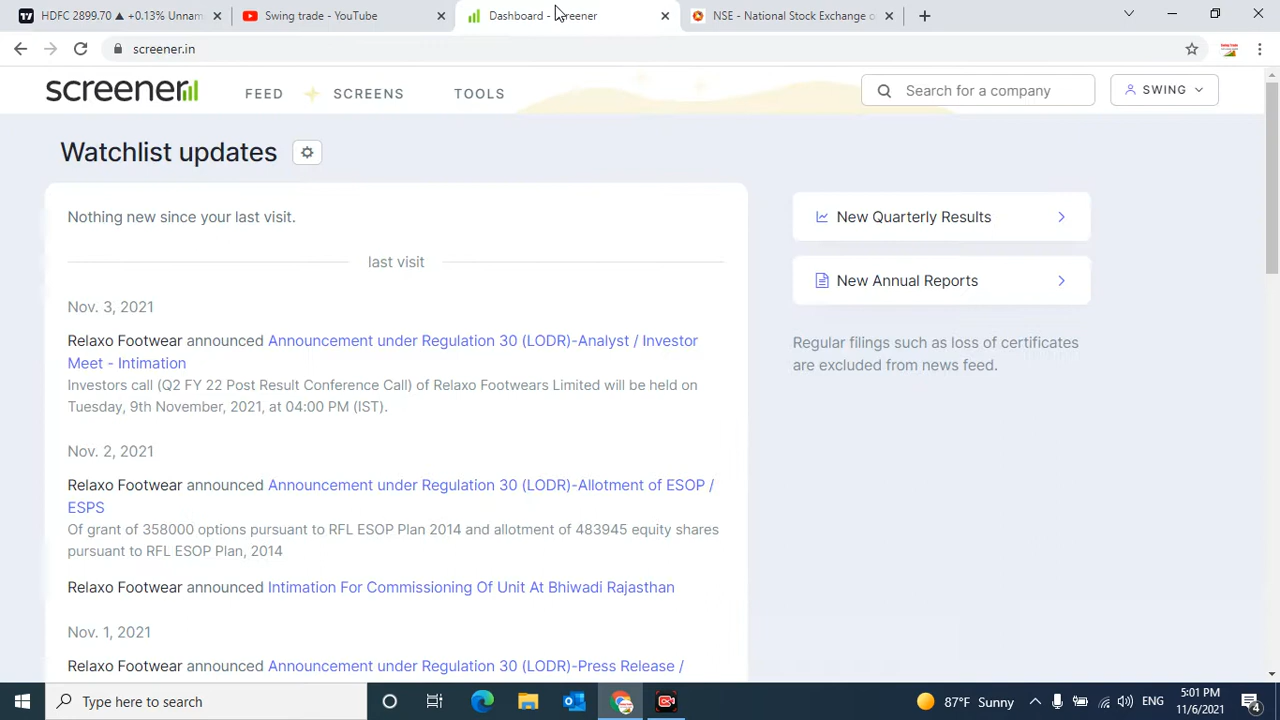 HDFC 2899.70 ▲ +0.13% Unnam
Swing trade - YouTube
Dashboard - Screener
NSE - National Stock Exchange o
screener.in
screener
FEED
SCREENS
TOOLS
Search for a company
SWING
Watchlist updates
Nothing new since your last visit.
last visit
Nov. 3, 2021
Relaxo Footwear announced Announcement under Regulation 30 (LODR)-Analyst / Investor
Meet - Intimation
Investors call (Q2 FY 22 Post Result Conference Call) of Relaxo Footwears Limited will be held on
Tuesday, 9th November, 2021, at 04:00 PM (IST).
Nov. 2, 2021
Relaxo Footwear announced Announcement under Regulation 30 (LODR)-Allotment of ESOP /
ESPS
Of grant of 358000 options pursuant to RFL ESOP Plan 2014 and allotment of 483945 equity shares
pursuant to RFL ESOP Plan, 2014
Relaxo Footwear announced Intimation For Commissioning Of Unit At Bhiwadi Rajasthan
Nov. 1, 2021
Relaxo Footwear announced Announcement under Regulation 30 (LODR)-Press Release /
New Quarterly Results
New Annual Reports
Regular filings such as loss of certificates
are excluded from news feed.
Type here to search
87°F Sunny
ENG
5:01 PM
11/6/2021
4